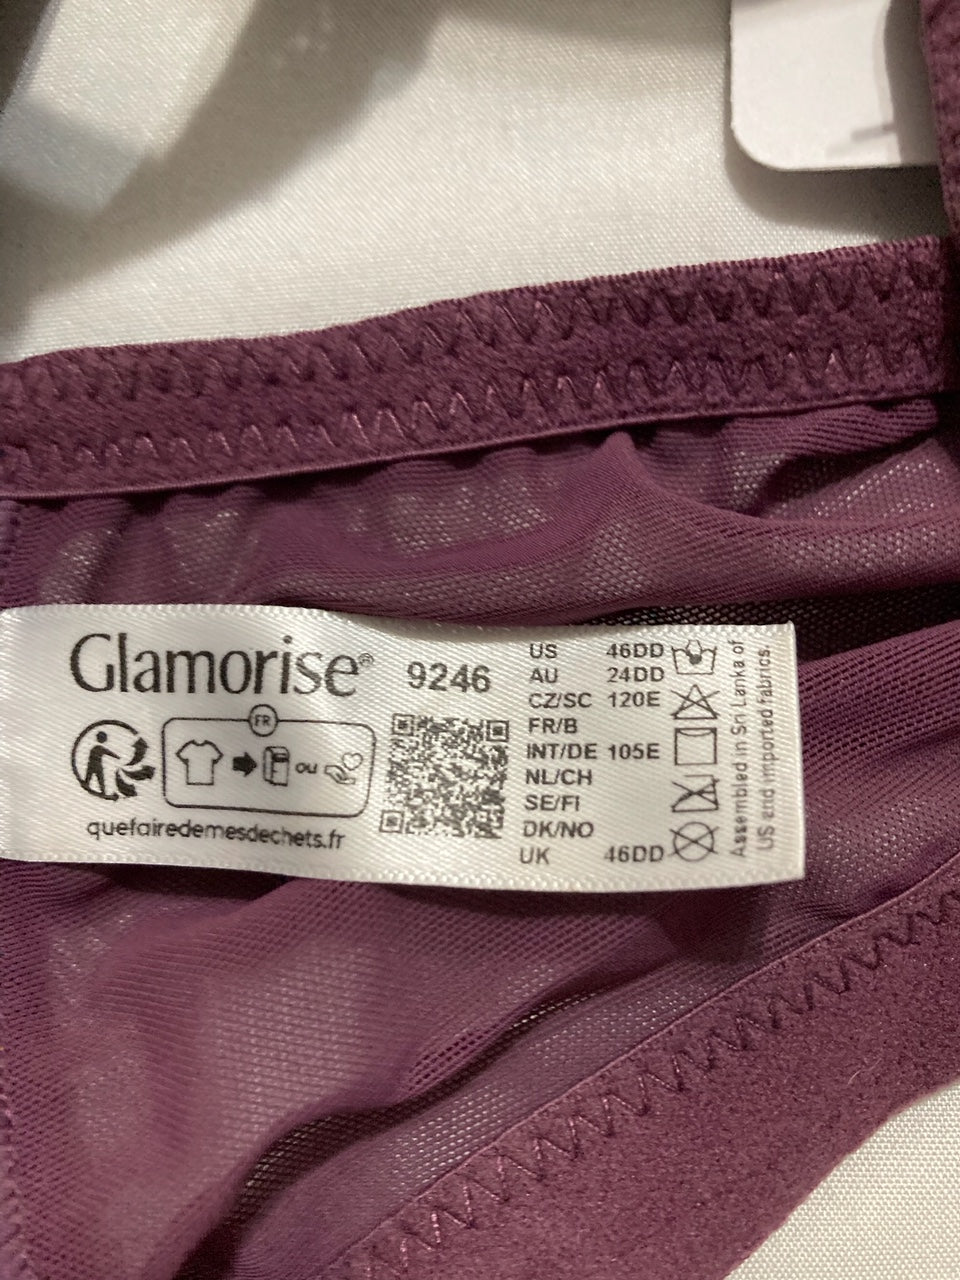 Glamorise® 9246
FR
ou
quefairedemesdechets.fr
US 46DD
AU 24DD
CZ/SC 120E
FR/B
INT/DE 105E
NL/CH
SE/FI
DK/NO
UK 46DD
Assembled in Sri Lanka of
US and imported fabrics.